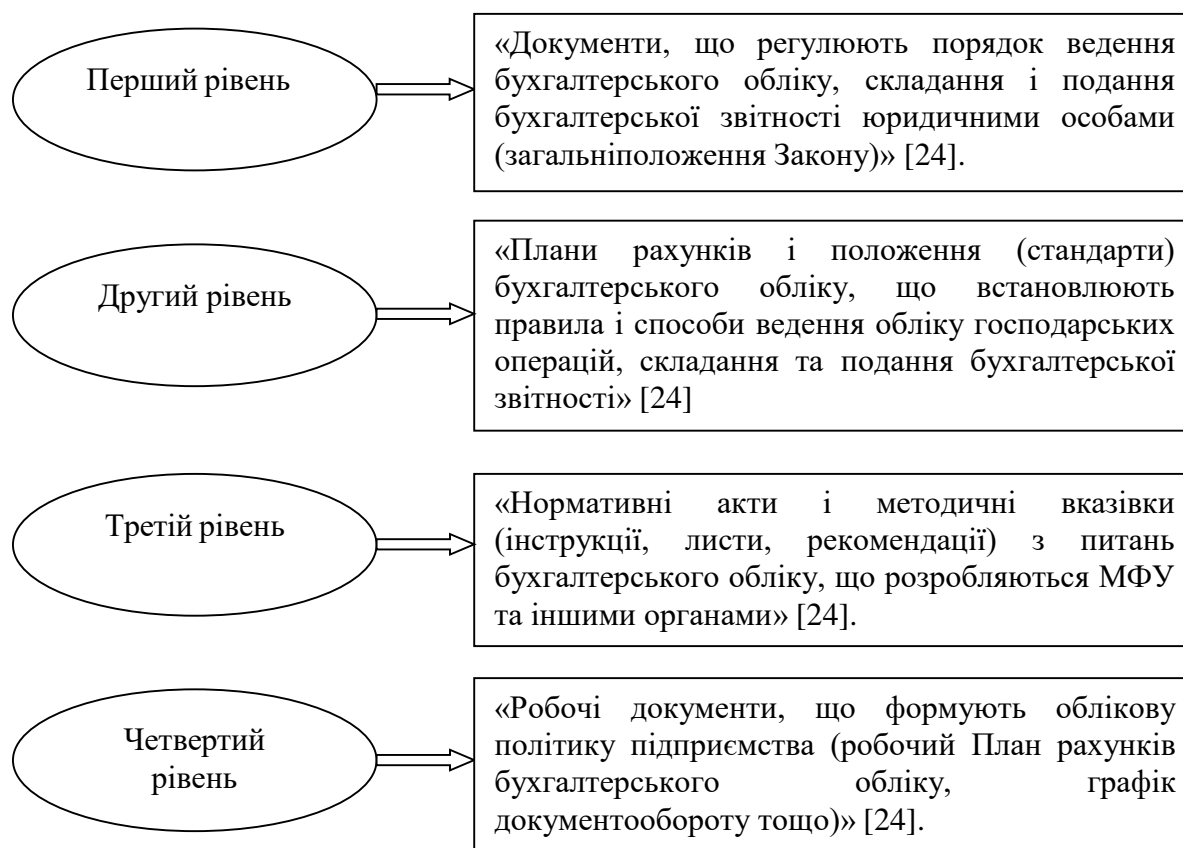 Перший рівень
«Документи, що регулюють порядок ведення
бухгалтерського обліку, складання і подання
бухгалтерської звітності юридичними особами
(загальніположення Закону)» [24].
Другий рівень
«Плани рахунків і положення (стандарти)
бухгалтерського обліку, що встановлюють
правила і способи ведення обліку господарських
операцій, складання та подання бухгалтерської
звітності» [24]
Третій рівень
«Нормативні акти і методичні вказівки
(інструкції, листи, рекомендації) з питань
бухгалтерського обліку, що розробляються МФУ
та іншими органами» [24].
Четвертий
рівень
«Робочі документи, що формують облікову
політику підприємства (робочий План рахунків
бухгалтерського обліку, графік
документообороту тощо)» [24].